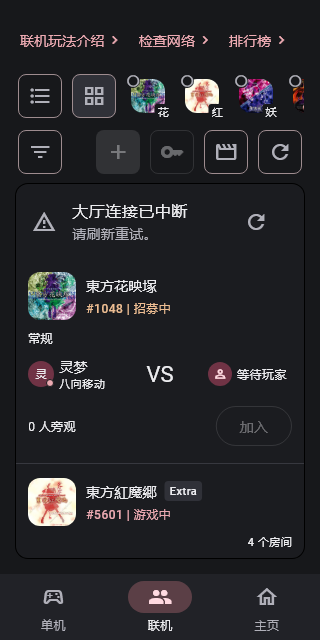 联机玩法介绍 检查网络 排行榜
花 红 妖
大厅连接已中断
请刷新重试。
東方花映塚
#1048 | 招募中
常规
灵 灵梦 VS 等待玩家
八向移动
0 人旁观 加入
東方紅魔郷 Extra
#5601 | 游戏中
4 个房间
单机 联机 主页